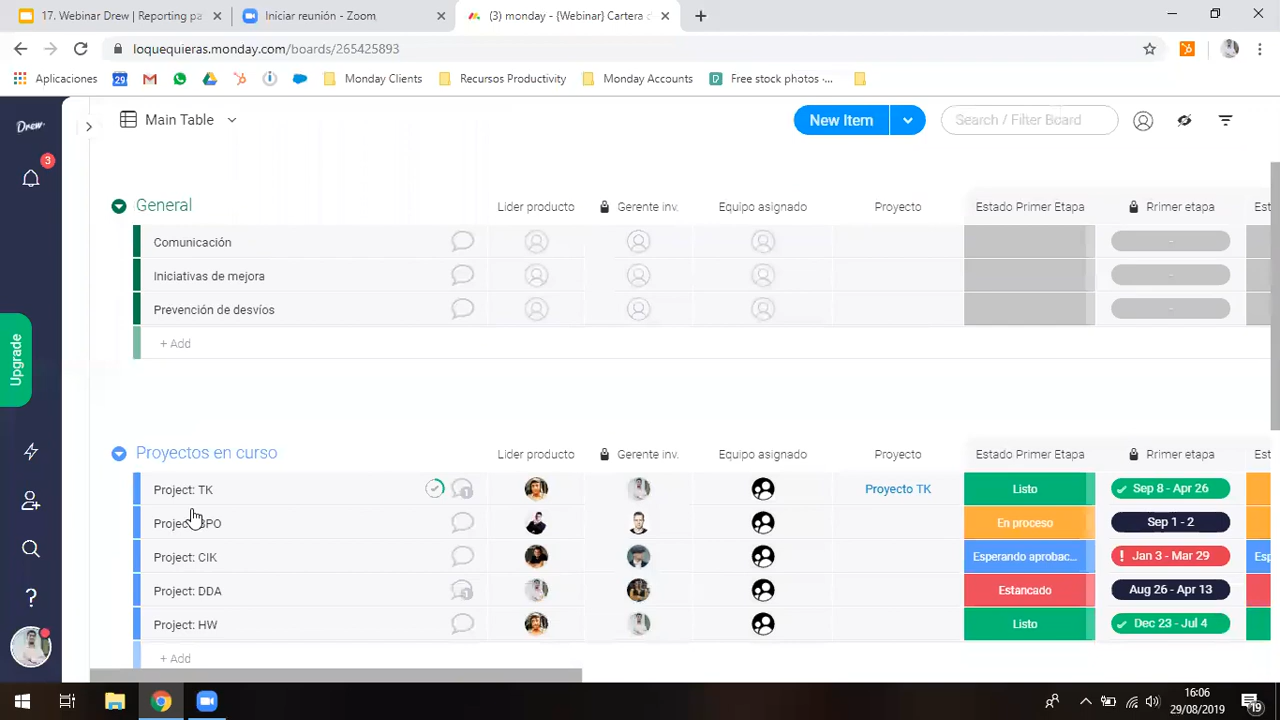 17. Webinar Drew | Reporting pa
Iniciar reunión - Zoom
(3) monday - {Webinar} Cartera c
loquequieras.monday.com/boards/265425893
Aplicaciones
29
Monday Clients
Recursos Productivity
Monday Accounts
Free stock photos -...
Drew
Main Table
New Item
Search / Filter Board
3
General
Lider producto
Gerente inv.
Equipo asignado
Proyecto
Estado Primer Etapa
Primer etapa
Est
Comunicación
-
Iniciativas de mejora
-
Prevención de desvíos
-
+ Add
Upgrade
Proyectos en curso
Lider producto
Gerente inv.
Equipo asignado
Proyecto
Estado Primer Etapa
Primer etapa
Est
Project: TK
1
Proyecto TK
Listo
Sep 8 - Apr 26
En proceso
Sep 1 - 2
Project: CIK
Esperando aprobac...
! Jan 3 - Mar 29
Esp
Project: DDA
1
Estancado
Aug 26 - Apr 13
Project: HW
Listo
Dec 23 - Jul 4
+ Add
?
16:06
29/08/2019
19